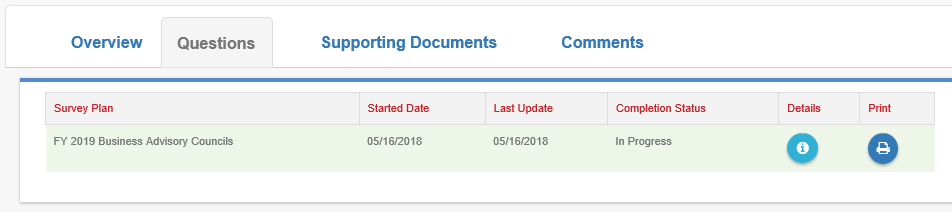 Overview Questions Supporting Documents Comments
Survey Plan Started Date Last Update Completion Status Details Print
FY 2019 Business Advisory Councils 05/16/2018 05/16/2018 In Progress